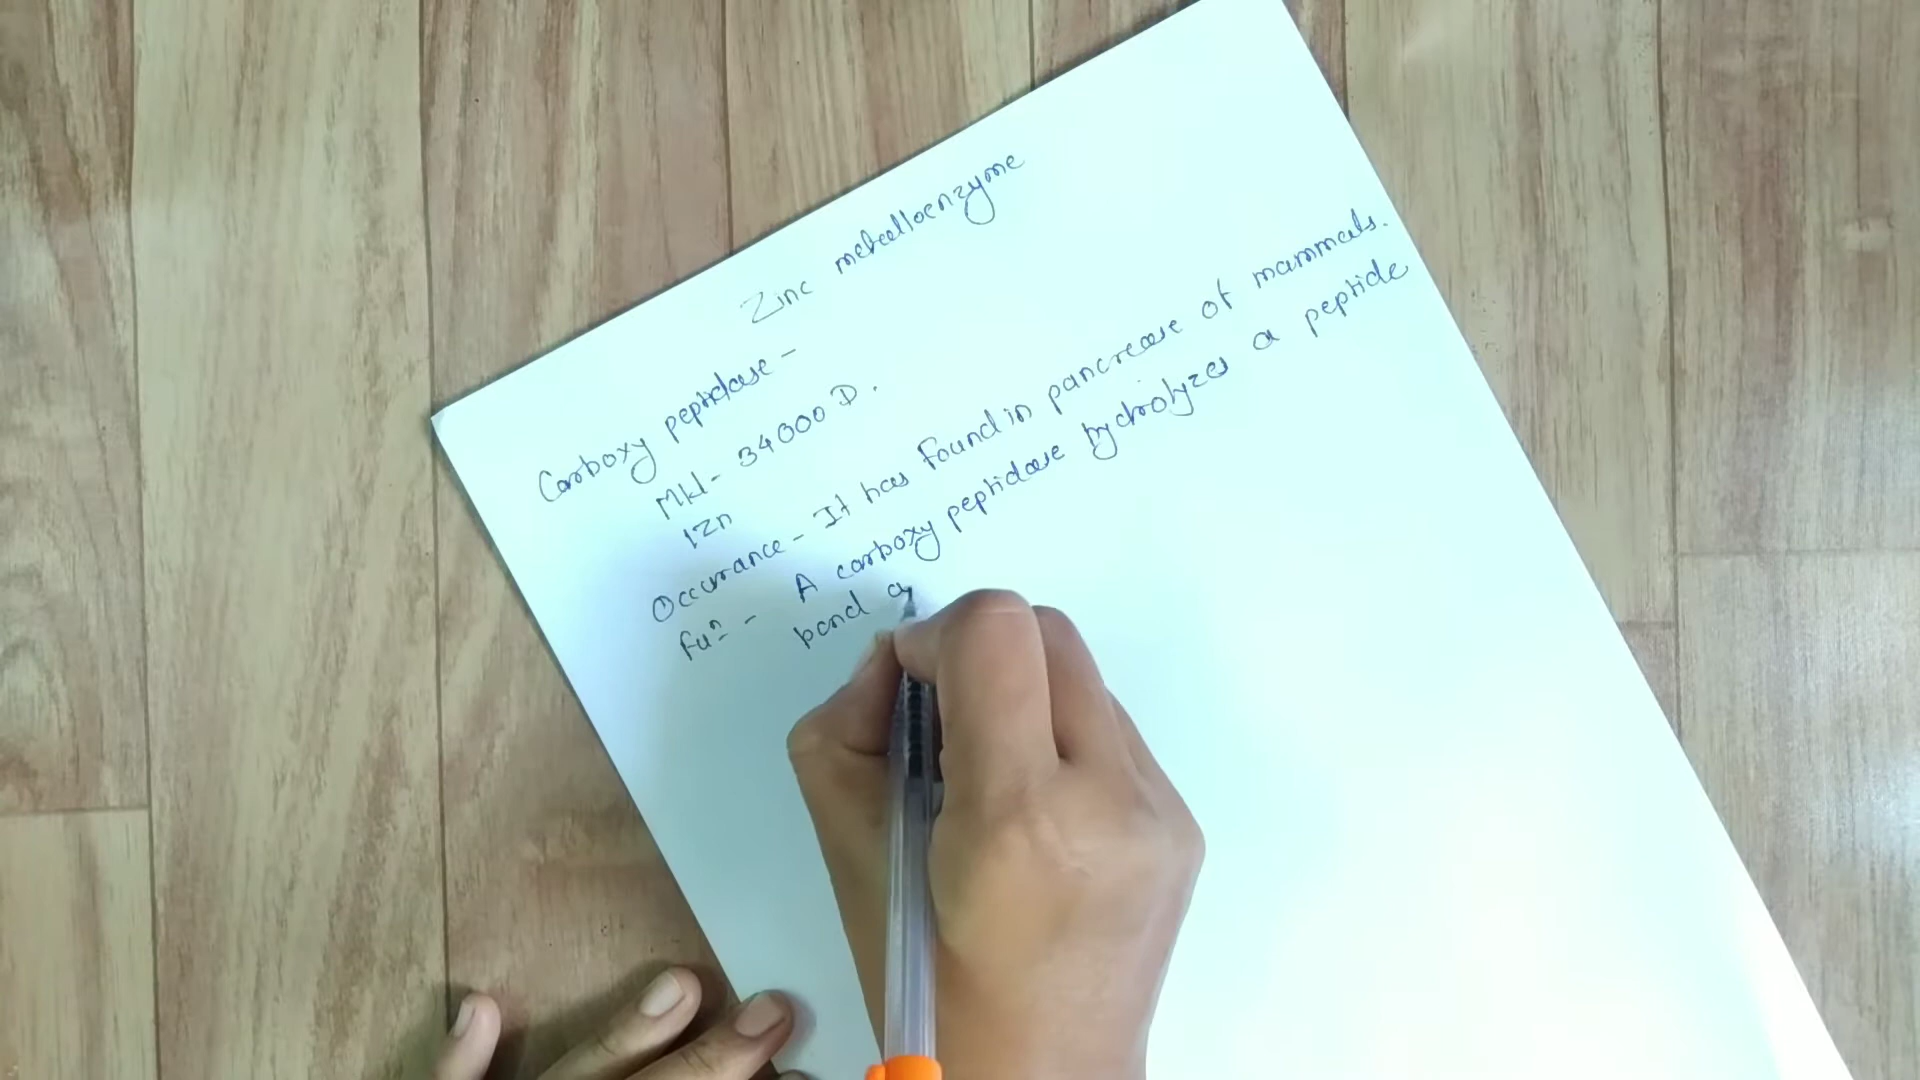 Zinc metalloenzyme
Carboxy peptidase -
MW - 34000 D.
1Zn
Occurrance - It has found in pancrease of mammals.
Fuⁿ - A carboxy peptidase hydrolyzes a peptide
bond a